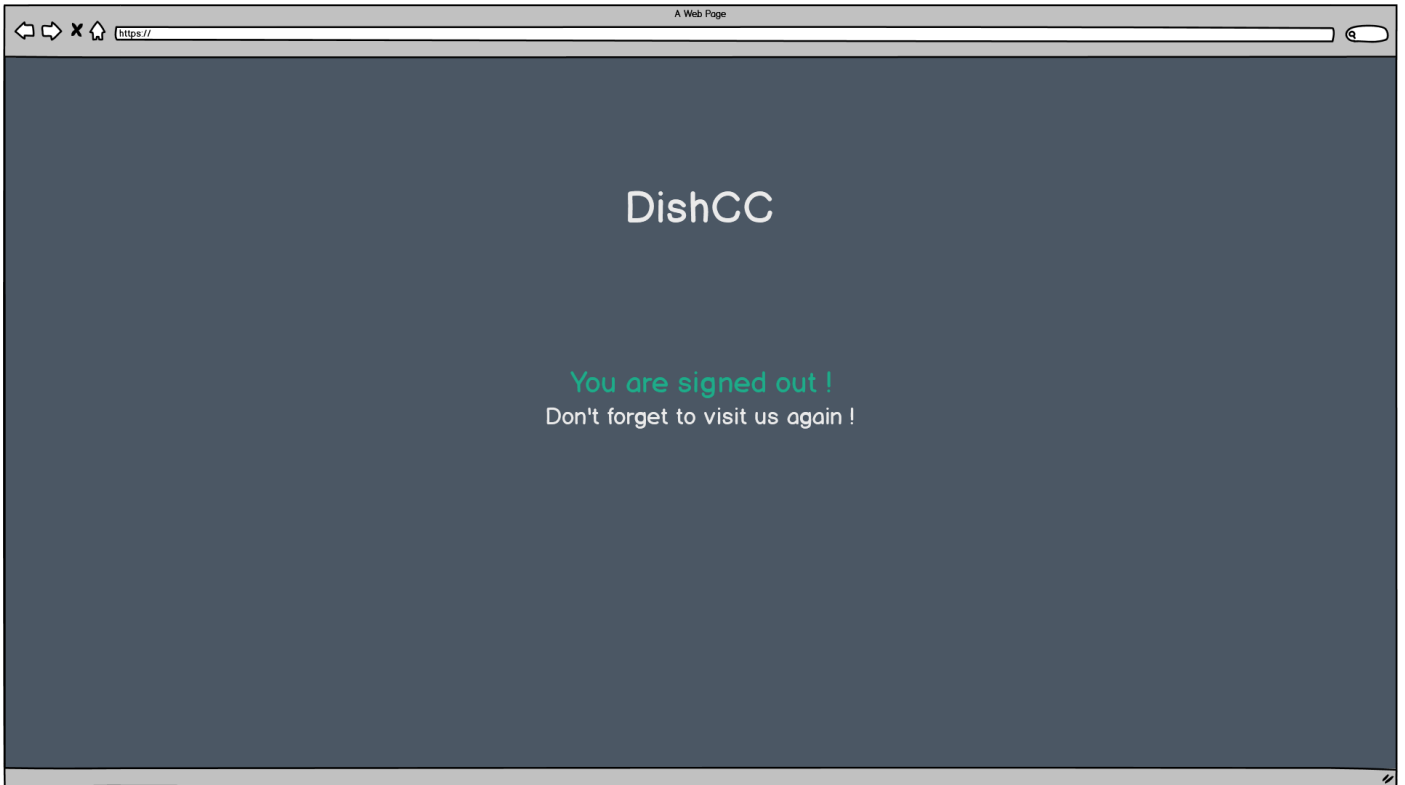 A Web Page
https://
DishCC
You are signed out !
Don't forget to visit us again !